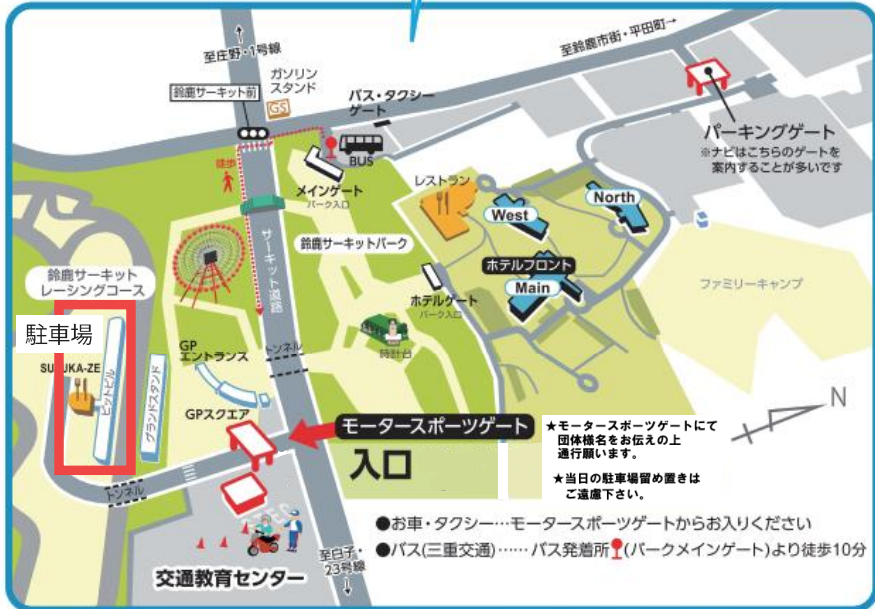 至庄野・1号線
ガソリン
スタンド
鈴鹿サーキット前
GS
バス・タクシー
ゲート
至鈴鹿市街・平田町→
パーキングゲート
※ナビはこちらのゲートを
案内することが多いです
BUS
徒歩
メインゲート
パーク入口
レストラン
West
North
鈴鹿サーキットパーク
サーキット道路
ホテルフロント
Main
ホテルゲート
パーク入口
ファミリーキャンプ
鈴鹿サーキット
レーシングコース
駐車場
ピットビル
グランドスタンド
GP
エントランス
トンネル
時計台
GPスクエア
N
モータースポーツゲート
入口
★モータースポーツゲートにて
団体様名をお伝えの上
通行願います。
★当日の駐車場留め置きは
ご遠慮下さい。
トンネル
●お車・タクシー…モータースポーツゲートからお入りください
●バス(三重交通)……バス発着所(パークメインゲート)より徒歩10分
至白子・
23号線
交通教育センター